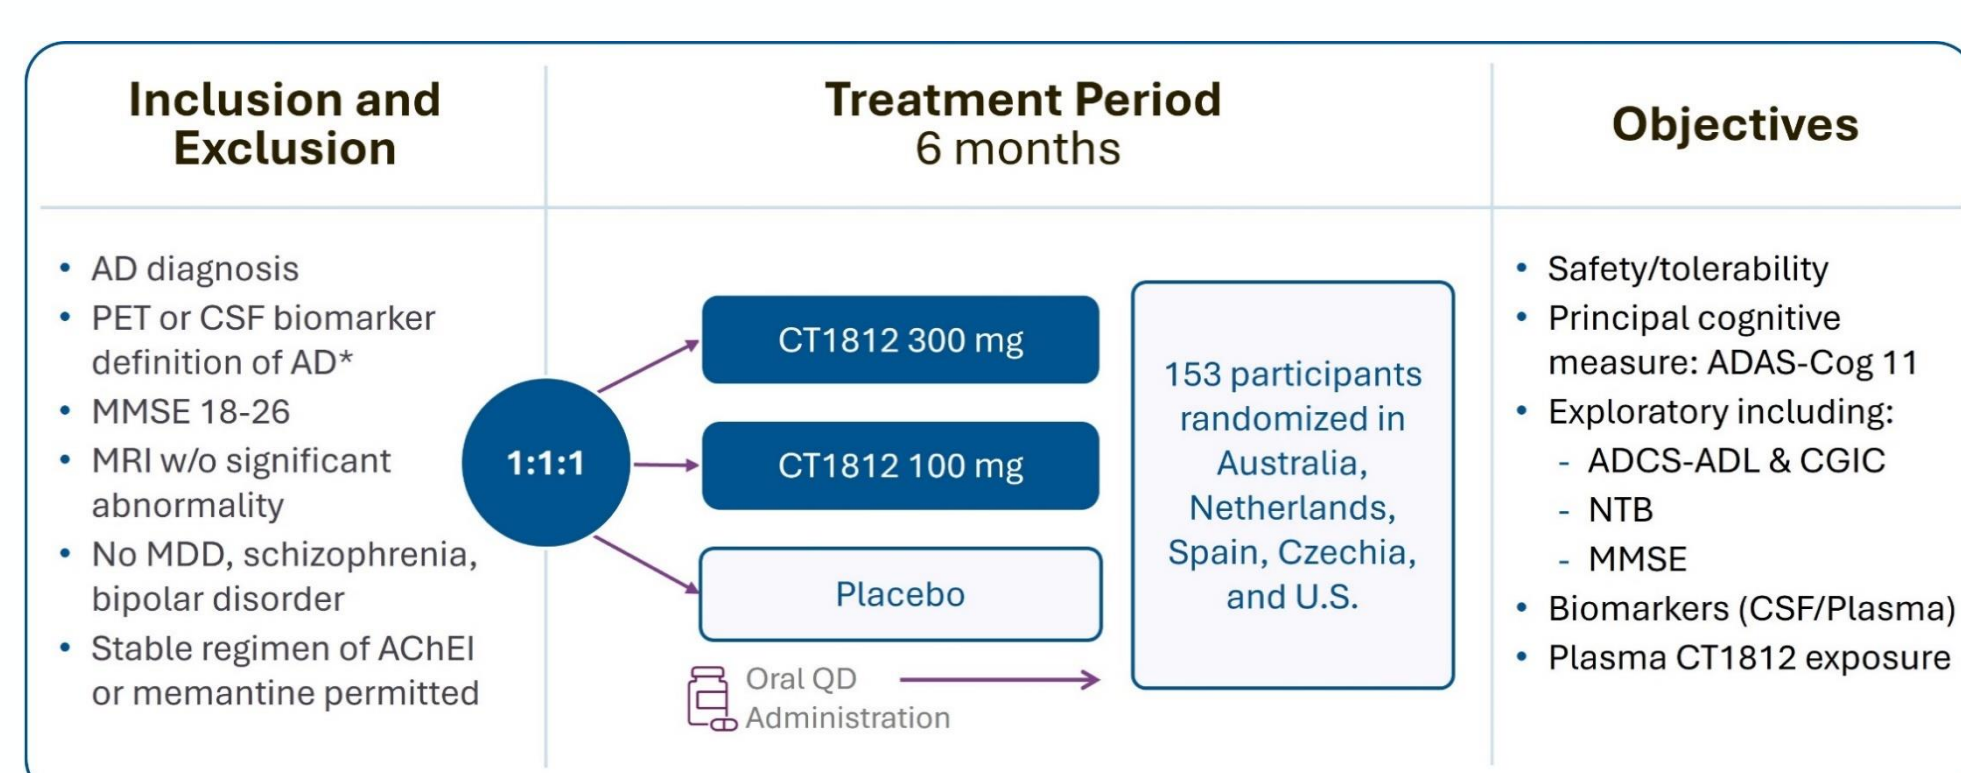 Inclusion and
Exclusion
Treatment Period
6 months
Objectives
• AD diagnosis
• PET or CSF biomarker
definition of AD*
• MMSE 18-26
• MRI w/o significant
abnormality
• No MDD, schizophrenia,
bipolar disorder
• Stable regimen of AChEI
or memantine permitted
1:1:1
CT1812 300 mg
CT1812 100 mg
Placebo
Oral QD
Administration
153 participants
randomized in
Australia,
Netherlands,
Spain, Czechia,
and U.S.
• Safety/tolerability
• Principal cognitive
measure: ADAS-Cog 11
• Exploratory including:
- ADCS-ADL & CGIC
- NTB
- MMSE
• Biomarkers (CSF/Plasma)
• Plasma CT1812 exposure